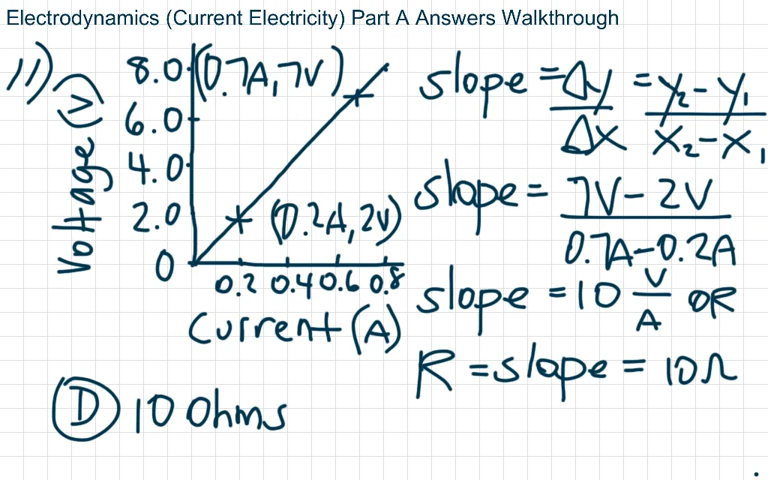 Electrodynamics (Current Electricity) Part A Answers Walkthrough
11)
Voltage (V)
8.0
6.0
4.0
2.0
0
(0.7A, 7V)
(0.2A, 2V)
0.2 0.4 0.6 0.8
Current (A)
slope = Δy/Δx = y₂-y₁/x₂-x₁
slope = 7V-2V/0.7A-0.2A
slope = 10 V/A OR
R = slope = 10Ω
D 10 Ohms